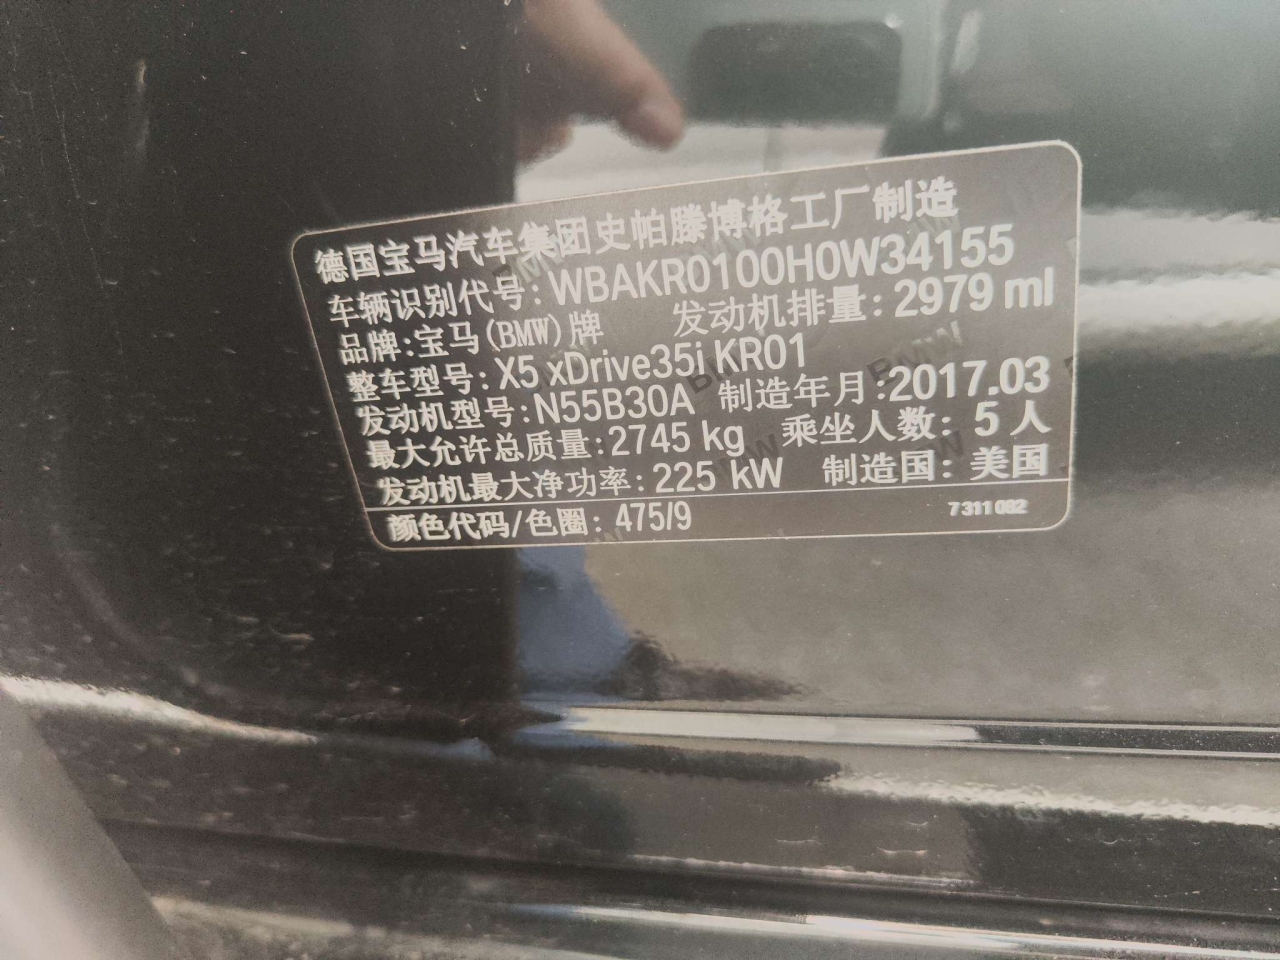 德国宝马汽车集团史帕滕博格工厂制造
车辆识别代号:WBAKR0100H0W34155
品牌:宝马(BMW)牌 发动机排量:2979 ml
整车型号:X5 xDrive35i KR01
发动机型号:N55B30A 制造年月:2017.03
最大允许总质量:2745 kg 乘坐人数:5人
发动机最大净功率:225 kW 制造国:美国
颜色代码/色圈:475/9 7311082